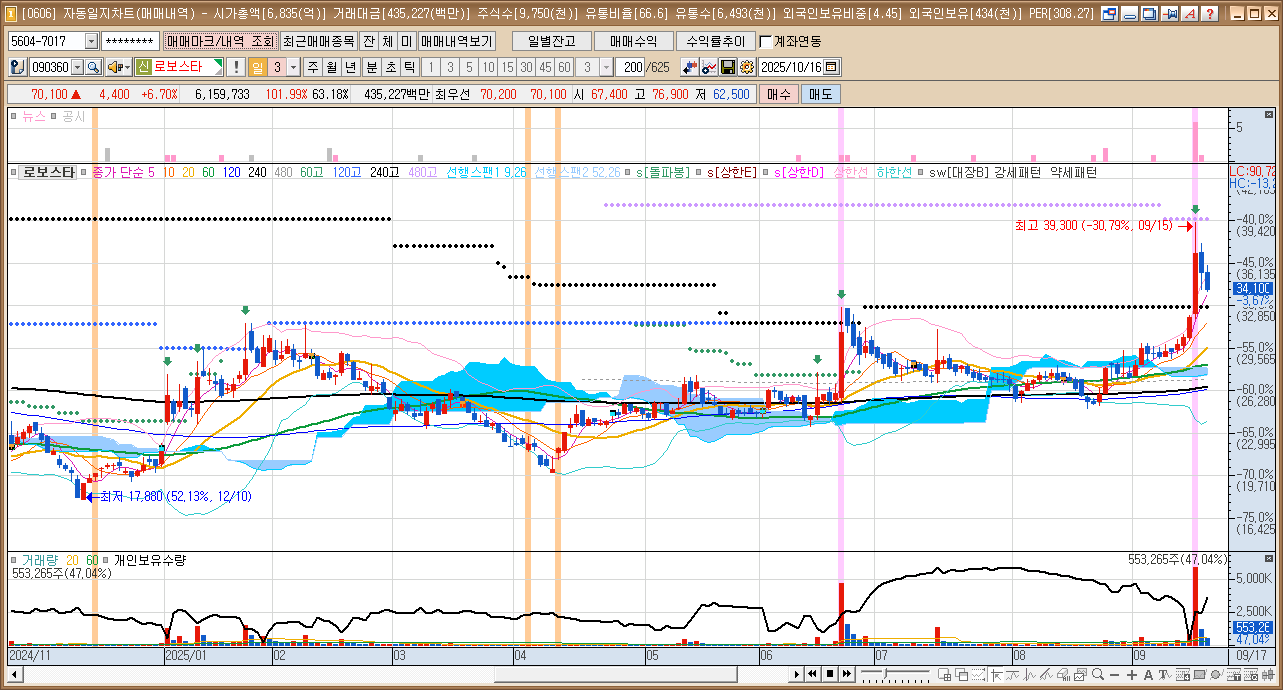 [0606] 자동일지차트(매매내역) - 시가총액[6,835(억)] 거래대금[435,227(백만)] 주식수[9,750(천)] 유통비율[66.6] 유통수[6,493(천)] 외국인보유비중[4.45] 외국인보유[434(천)] PER[308.27]
5604-7017 ******** 매매마크/내역 조회 최근매매종목 잔 체 미 매매내역보기 일별잔고 매매수익 수익률추이 계좌연동
090360 신 로보스타 ! 일 3 주 월 년 분 초 틱 1 3 5 10 15 30 45 60 3 200 /625 2025/10/16
70,100 ▲ 4,400 +6.70% 6,159,733 101.99% 63.18% 435,227백만 최우선 70,200 70,100 시 67,400 고 76,900 저 62,500 매수 매도
뉴스 공시
5
로보스타 종가 단순 5 10 20 60 120 240 480 60고 120고 240고 480고 선행스팬1 9,26 선행스팬2 52,26 s[돌파봉] s[상한E] s[상한D] 상한선 하한선 sw[대장B] 강세패턴 약세패턴
LC:90,72
HC:-13,2
-40,0%
최고 39,300 (-30,79%, 09/15)
(39,420
-45,0%
(36,135
34,100
-3,67%
(32,850
-55,0%
(29,565
-60,0%
(26,280
-65,0%
(22,995
-70,0%
(19,710
최저 17,880 (52,13%, 12/10)
-75,0%
(16,425
거래량 20 60 개인보유수량
553,265주(47,04%)
553,265주(47,04%)
5,000K
2,500K
553,26
47,04%
2024/11 2025/01 02 03 04 05 06 07 08 09 09/17